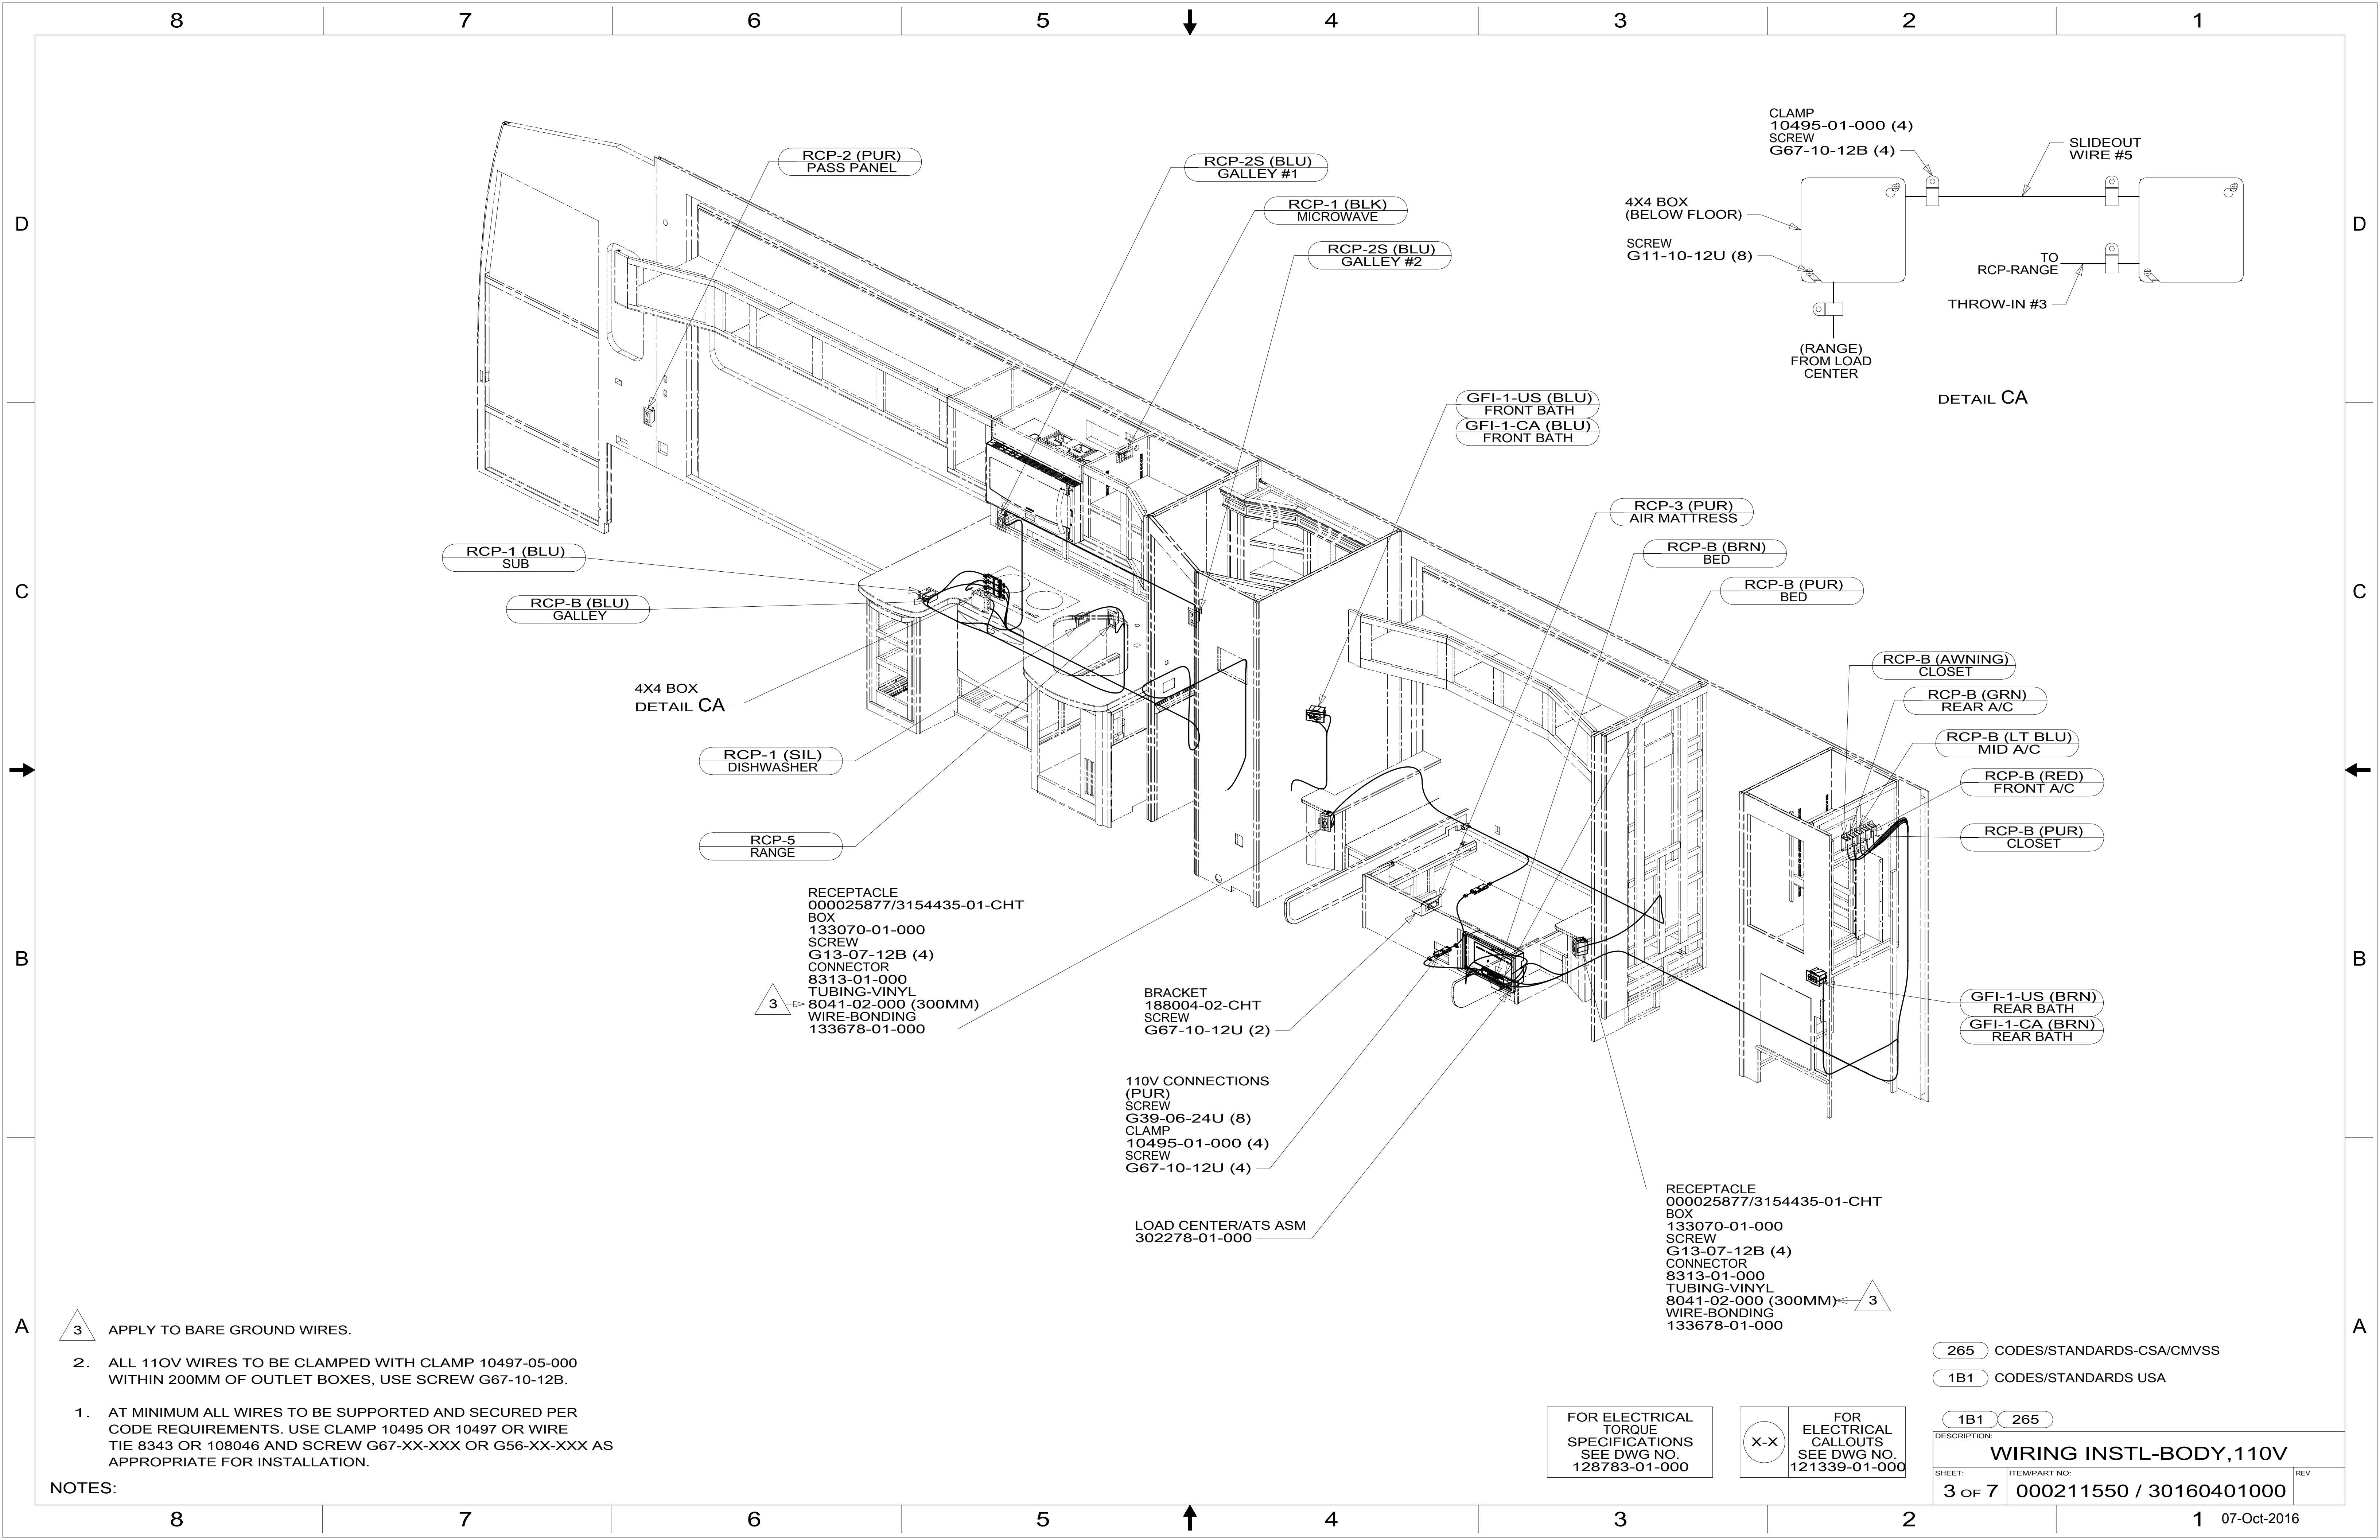 8 7 6 5 4 3 2 1
D
C
B
A
D
C
B
A
RCP-2 (PUR)
PASS PANEL
RCP-2S (BLU)
GALLEY #1
RCP-1 (BLK)
MICROWAVE
RCP-2S (BLU)
GALLEY #2
CLAMP
10495-01-000 (4)
SCREW
G67-10-12B (4)
SLIDEOUT
WIRE #5
4X4 BOX
(BELOW FLOOR)
SCREW
G11-10-12U (8)
TO
RCP-RANGE
THROW-IN #3
(RANGE)
FROM LOAD
CENTER
DETAIL CA
GFI-1-US (BLU)
FRONT BATH
GFI-1-CA (BLU)
FRONT BATH
RCP-3 (PUR)
AIR MATTRESS
RCP-B (BRN)
BED
RCP-B (PUR)
BED
RCP-1 (BLU)
SUB
RCP-B (BLU)
GALLEY
4X4 BOX
DETAIL CA
RCP-1 (SIL)
DISHWASHER
RCP-5
RANGE
RCP-B (AWNING)
CLOSET
RCP-B (GRN)
REAR A/C
RCP-B (LT BLU)
MID A/C
RCP-B (RED)
FRONT A/C
RCP-B (PUR)
CLOSET
GFI-1-US (BRN)
REAR BATH
GFI-1-CA (BRN)
REAR BATH
RECEPTACLE
000025877/3154435-01-CHT
BOX
133070-01-000
SCREW
G13-07-12B (4)
CONNECTOR
8313-01-000
TUBING-VINYL
3 8041-02-000 (300MM)
WIRE-BONDING
133678-01-000
BRACKET
188004-02-CHT
SCREW
G67-10-12U (2)
110V CONNECTIONS
(PUR)
SCREW
G39-06-24U (8)
CLAMP
10495-01-000 (4)
SCREW
G67-10-12U (4)
LOAD CENTER/ATS ASM
302278-01-000
RECEPTACLE
000025877/3154435-01-CHT
BOX
133070-01-000
SCREW
G13-07-12B (4)
CONNECTOR
8313-01-000
TUBING-VINYL
8041-02-000 (300MM) 3
WIRE-BONDING
133678-01-000
3 APPLY TO BARE GROUND WIRES.
2. ALL 11OV WIRES TO BE CLAMPED WITH CLAMP 10497-05-000
WITHIN 200MM OF OUTLET BOXES, USE SCREW G67-10-12B.
1. AT MINIMUM ALL WIRES TO BE SUPPORTED AND SECURED PER
CODE REQUIREMENTS. USE CLAMP 10495 OR 10497 OR WIRE
TIE 8343 OR 108046 AND SCREW G67-XX-XXX OR G56-XX-XXX AS
APPROPRIATE FOR INSTALLATION.
NOTES:
265 CODES/STANDARDS-CSA/CMVSS
1B1 CODES/STANDARDS USA
FOR ELECTRICAL
TORQUE
SPECIFICATIONS
SEE DWG NO.
128783-01-000
X-X
FOR
ELECTRICAL
CALLOUTS
SEE DWG NO.
121339-01-000
1B1 265
DESCRIPTION:
WIRING INSTL-BODY,110V
SHEET:
3 OF 7
ITEM/PART NO:
000211550 / 30160401000
REV
8 7 6 5 4 3 2 1
07-Oct-2016